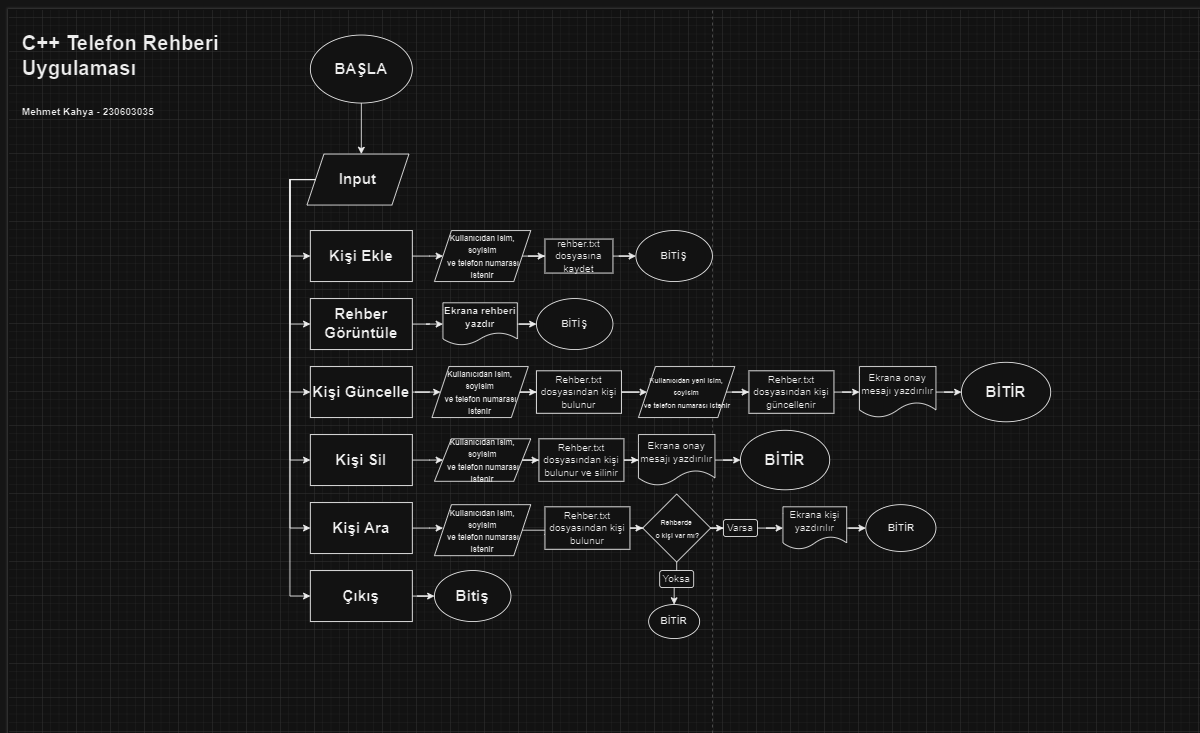 C++ Telefon Rehberi
Uygulaması
Mehmet Kahya - 230603035
BAŞLA
Input
Kişi Ekle
Kullanıcıdan isim,
soyisim
ve telefon numarası
istenir
rehber.txt
dosyasına
kaydet
BİTİŞ
Rehber
Görüntüle
Ekrana rehberi
yazdır
BİTİŞ
Kişi Güncelle
Kullanıcıdan isim,
soyisim
ve telefon numarası
istenir
Rehber.txt
dosyasından kişi
bulunur
Kullanıcıdan yeni isim,
soyisim
ve telefon numarası istenir
Rehber.txt
dosyasından kişi
güncellenir
Ekrana onay
mesajı yazdırılır
BİTİR
Kişi Sil
Kullanıcıdan isim,
soyisim
ve telefon numarası
istenir
Rehber.txt
dosyasından kişi
bulunur ve silinir
Ekrana onay
mesajı yazdırılır
BİTİR
Kişi Ara
Kullanıcıdan isim,
soyisim
ve telefon numarası
istenir
Rehber.txt
dosyasından kişi
bulunur
Rehberde
o kişi var mı?
Varsa
Ekrana kişi
yazdırılır
BİTİR
Yoksa
BİTİR
Çıkış
Bitiş